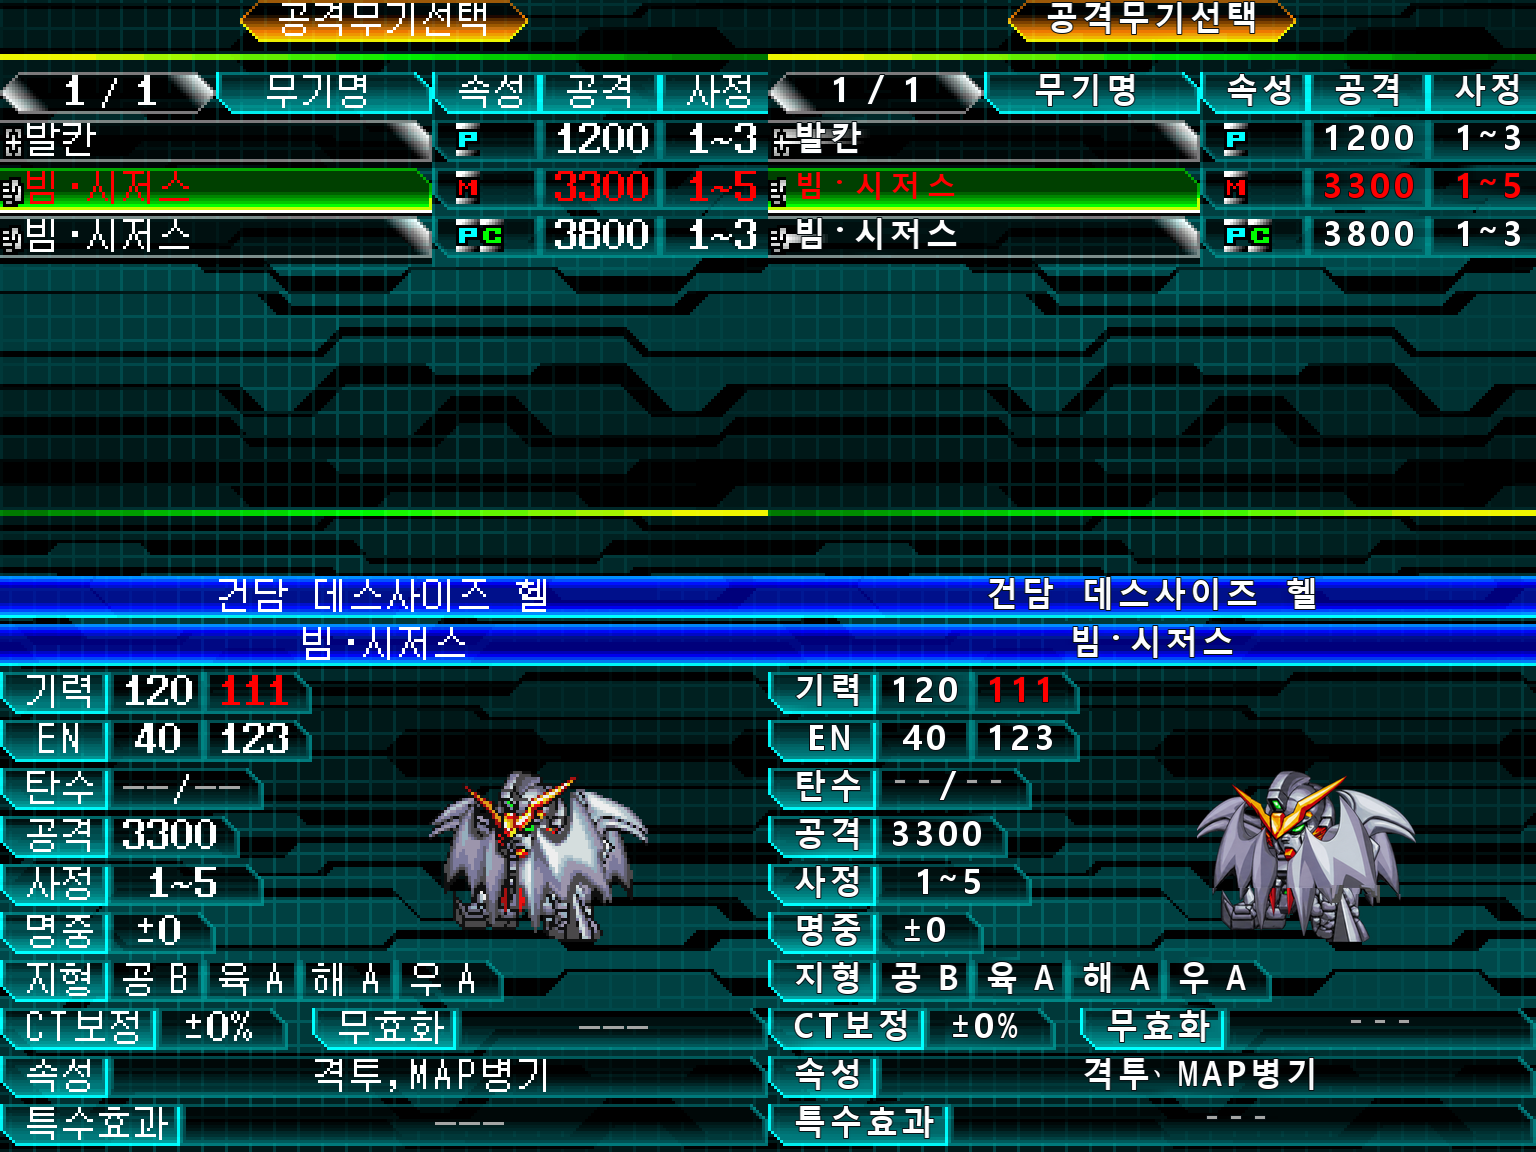 공격무기선택
1 / 1 무기명 속성 공격 사정
발칸 P 1200 1~3
빔·시저스 M 3300 1~5
빔·시저스 PC 3800 1~3
건담 데스사이즈 헬
빔·시저스
기력 120 111
EN 40 123
탄수 --/--
공격 3300
사정 1~5
명중 ±0
지형 공 B 육 A 해 A 우 A
CT보정 ±0% 무효화 ---
속성 격투,MAP병기
특수효과 ---
공격무기선택
1 / 1 무기명 속성 공격 사정
발칸 P 1200 1~3
빔·시저스 M 3300 1~5
빔·시저스 PC 3800 1~3
건담 데스사이즈 헬
빔·시저스
기력 120 111
EN 40 123
탄수 --/--
공격 3300
사정 1~5
명중 ±0
지형 공 B 육 A 해 A 우 A
CT보정 ±0% 무효화 ---
속성 격투、MAP병기
특수효과 ---